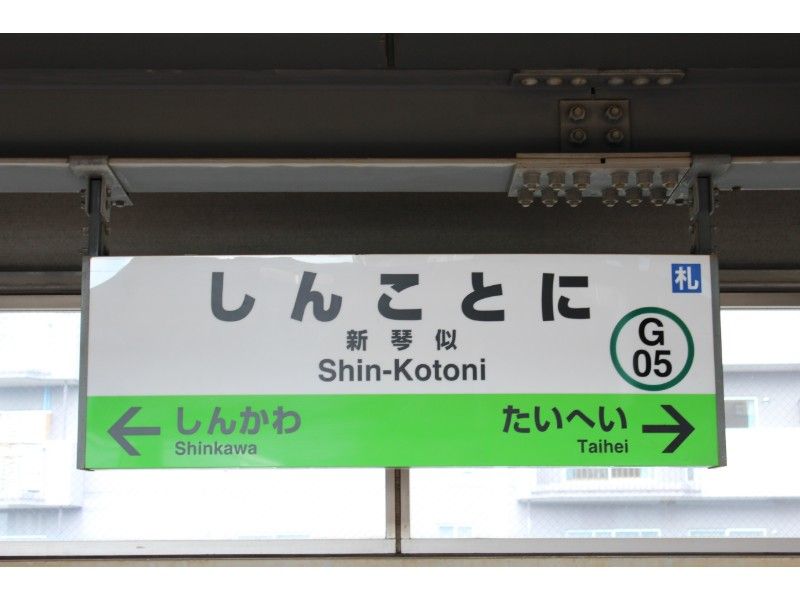 しんことに
札
新琴似
Shin-Kotoni
G
05
← しんかわ
Shinkawa
たいへい →
Taihei